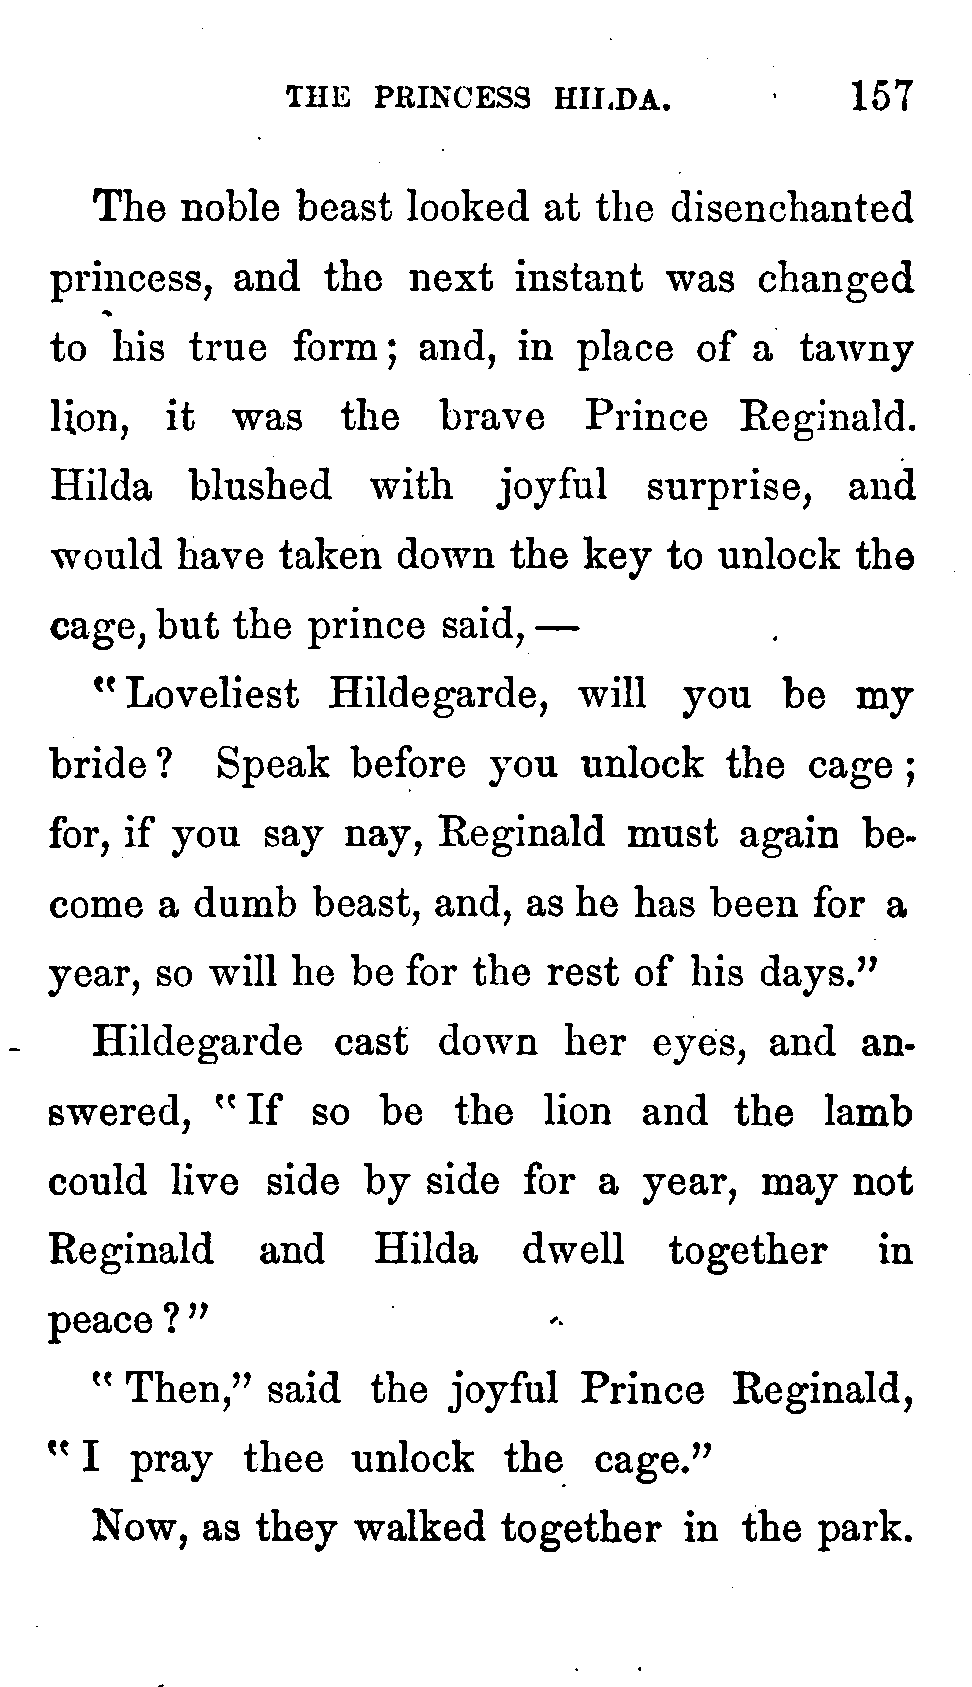 THE PRINCESS HILDA. 157
The noble beast looked at the disenchanted
princess, and the next instant was changed
to his true form; and, in place of a tawny
lion, it was the brave Prince Reginald.
Hilda blushed with joyful surprise, and
would have taken down the key to unlock the
cage, but the prince said, —
"Loveliest Hildegarde, will you be my
bride? Speak before you unlock the cage;
for, if you say nay, Reginald must again be-
come a dumb beast, and, as he has been for a
year, so will he be for the rest of his days."
Hildegarde cast down her eyes, and an-
swered, "If so be the lion and the lamb
could live side by side for a year, may not
Reginald and Hilda dwell together in
peace?"
"Then," said the joyful Prince Reginald,
"I pray thee unlock the cage."
Now, as they walked together in the park.